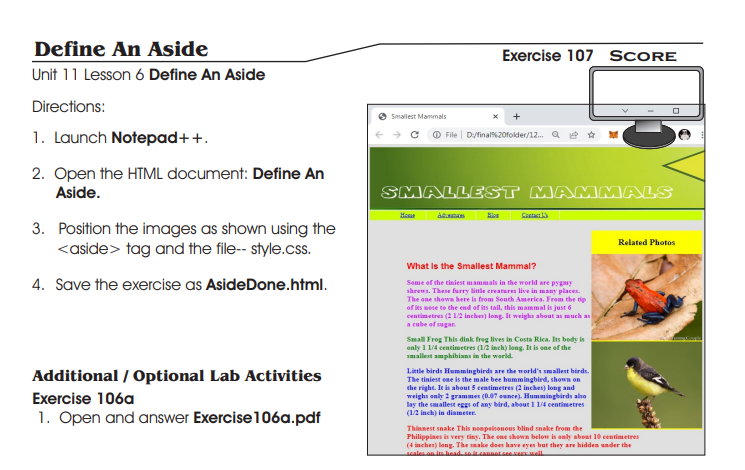 Define An Aside
Exercise 107 SCORE
Unit 11 Lesson 6 Define An Aside
Directions:
1. Launch Notepad++.
2. Open the HTML document: Define An
Aside.
3. Position the images as shown using the
<aside> tag and the file-- style.css.
4. Save the exercise as AsideDone.html.
Additional / Optional Lab Activities
Exercise 106a
1. Open and answer Exercise106a.pdf
Smallest Mammals
File D:/final%20folder/12...
SMALLEST MAMMALS
Home Adventures Blog Contact Us
Related Photos
What is the Smallest Mammal?
Some of the tiniest mammals in the world are pygmy
shrews. These furry little creatures live in many places.
The one shown here is from South America. From the tip
of its nose to the end of its tail, this mammal is just 6
centimetres (2 1/2 inches) long. It weighs about as much as
a cube of sugar.
Small Frog This dink frog lives in Costa Rica. Its body is
only 1 1/4 centimetres (1/2 inch) long. It is one of the
smallest amphibians in the world.
Little birds Hummingbirds are the world's smallest birds.
The tiniest one is the male bee hummingbird, shown on
the right. It is about 5 centimetres (2 inches) long and
weighs only 2 grammes (0.07 ounce). Hummingbirds also
lay the smallest eggs of any bird, about 1 1/4 centimetres
(1/2 inch) in diameter.
Thinnest snake This nonpoisonous blind snake from the
Philippines is very tiny. The one shown below is only about 10 centimetres
(4 inches) long. The snake does have eyes but they are hidden under the
scales on its head, so it cannot see very well.